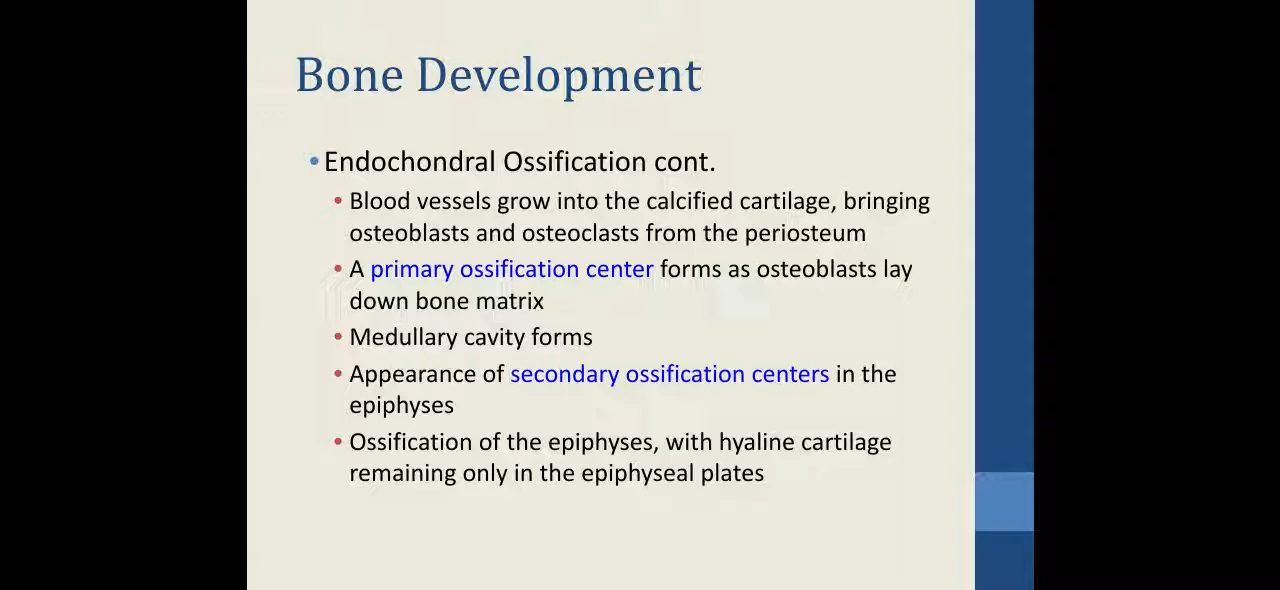 Bone Development
•Endochondral Ossification cont.
• Blood vessels grow into the calcified cartilage, bringing
osteoblasts and osteoclasts from the periosteum
• A primary ossification center forms as osteoblasts lay
down bone matrix
• Medullary cavity forms
• Appearance of secondary ossification centers in the
epiphyses
• Ossification of the epiphyses, with hyaline cartilage
remaining only in the epiphyseal plates